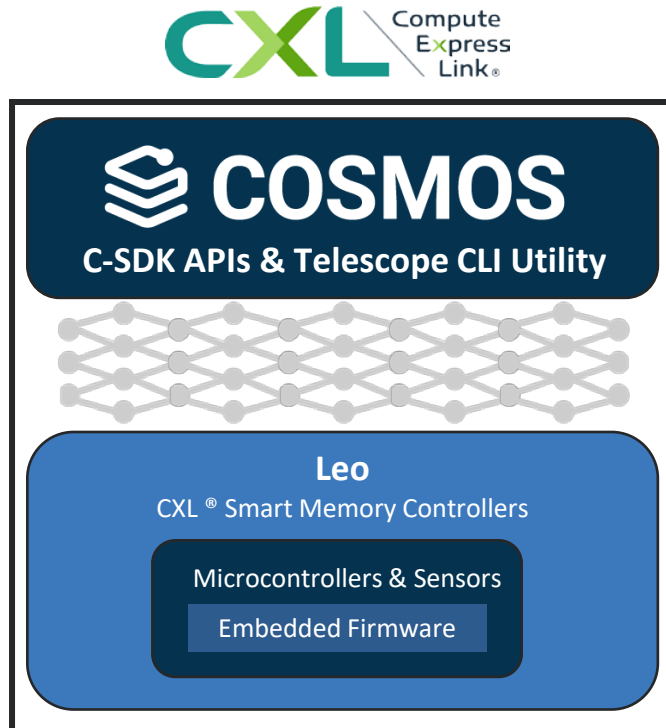 CXL
Compute
Express
Link®
COSMOS
C-SDK APIs & Telescope CLI Utility
Leo
CXL ® Smart Memory Controllers
Microcontrollers & Sensors
Embedded Firmware